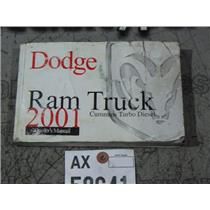 Dodge
Ram Truck
Cummins Turbo Diesel
2001
Owner's Manual
AX